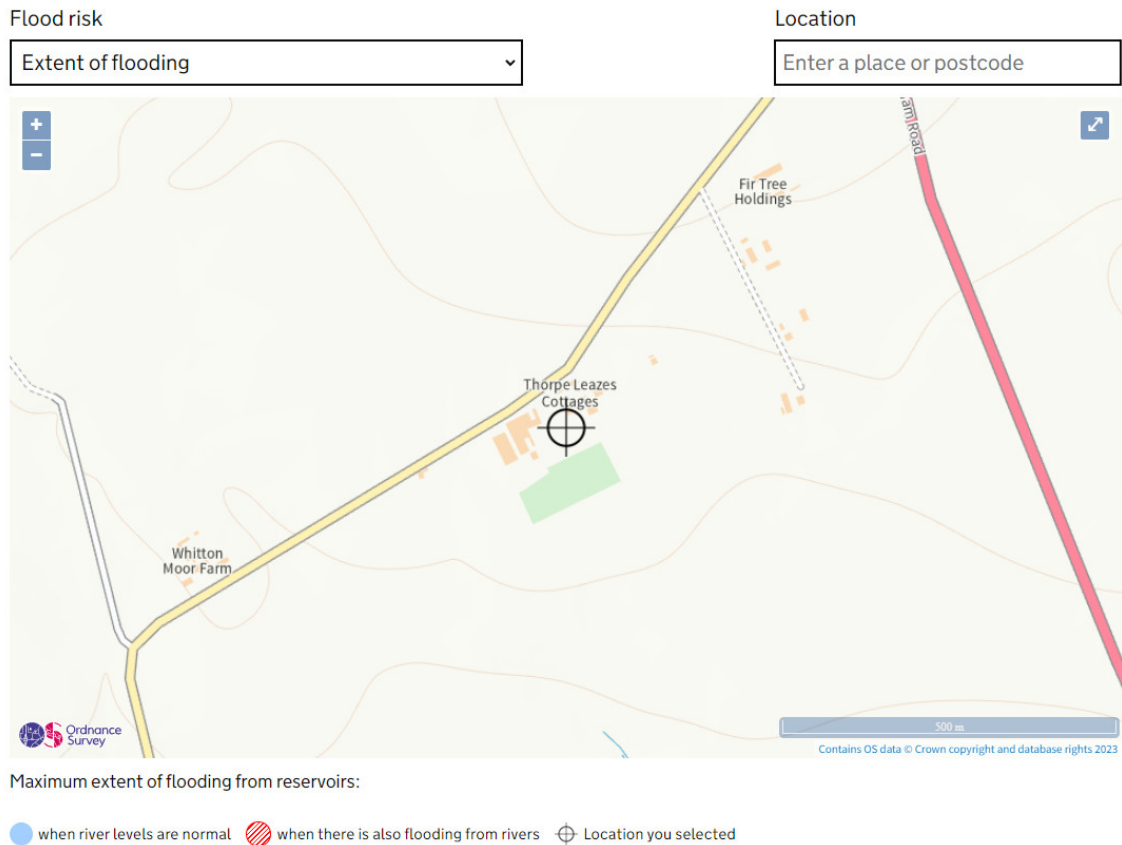 Flood risk
Location
Extent of flooding
Enter a place or postcode
+
−
Road
Fir Tree
Holdings
Thorpe Leazes
Cottages
Whitton
Moor Farm
Ordnance
Survey
500 m
Contains OS data © Crown copyright and database rights 2023
Maximum extent of flooding from reservoirs:
when river levels are normal
when there is also flooding from rivers
Location you selected